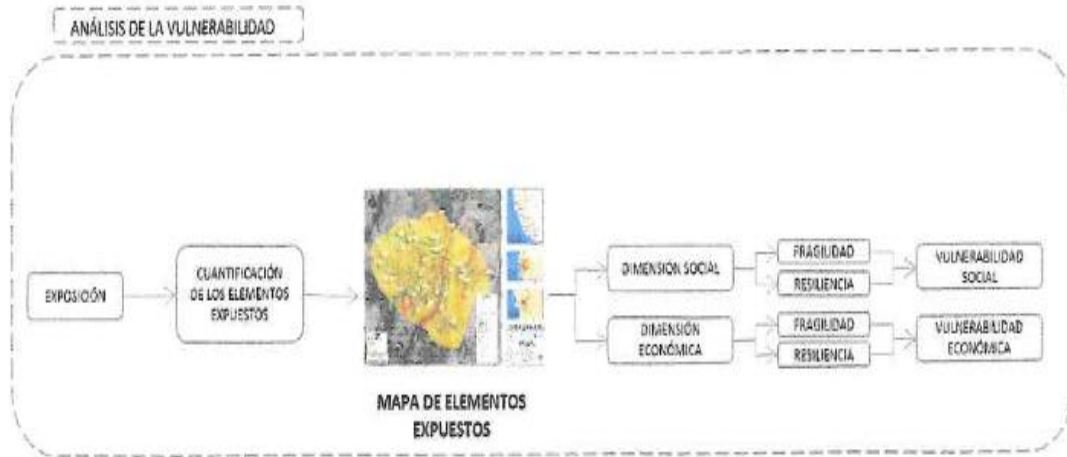 ANÁLISIS DE LA VULNERABILIDAD
EXPOSICIÓN
CUANTIFICACIÓN
DE LOS ELEMENTOS
EXPUESTOS
MAPA DE ELEMENTOS
EXPUESTOS
DIMENSION SOCIAL
FRAGILIDAD
RESILIENCIA
VULNERABILIDAD
SOCIAL
DIMENSIÓN
ECONÓMICA
FRAGILIDAD
RESILIENCIA
VULNERABILIDAD
ECONÓMICA